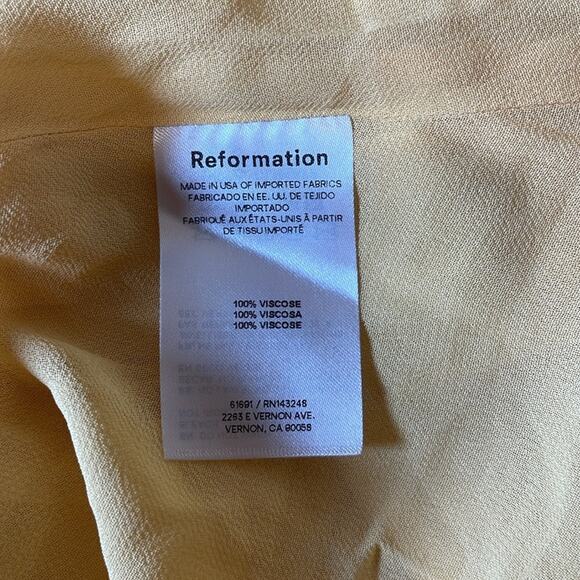 Reformation
MADE IN USA OF IMPORTED FABRICS
FABRICADO EN EE. UU. DE TEJIDO
IMPORTADO
FABRIQUÉ AUX ÉTATS-UNIS À PARTIR
DE TISSU IMPORTÉ
100% VISCOSE
100% VISCOSA
100% VISCOSE
61691 / RN143248
2263 E VERNON AVE.
VERNON, CA 90058